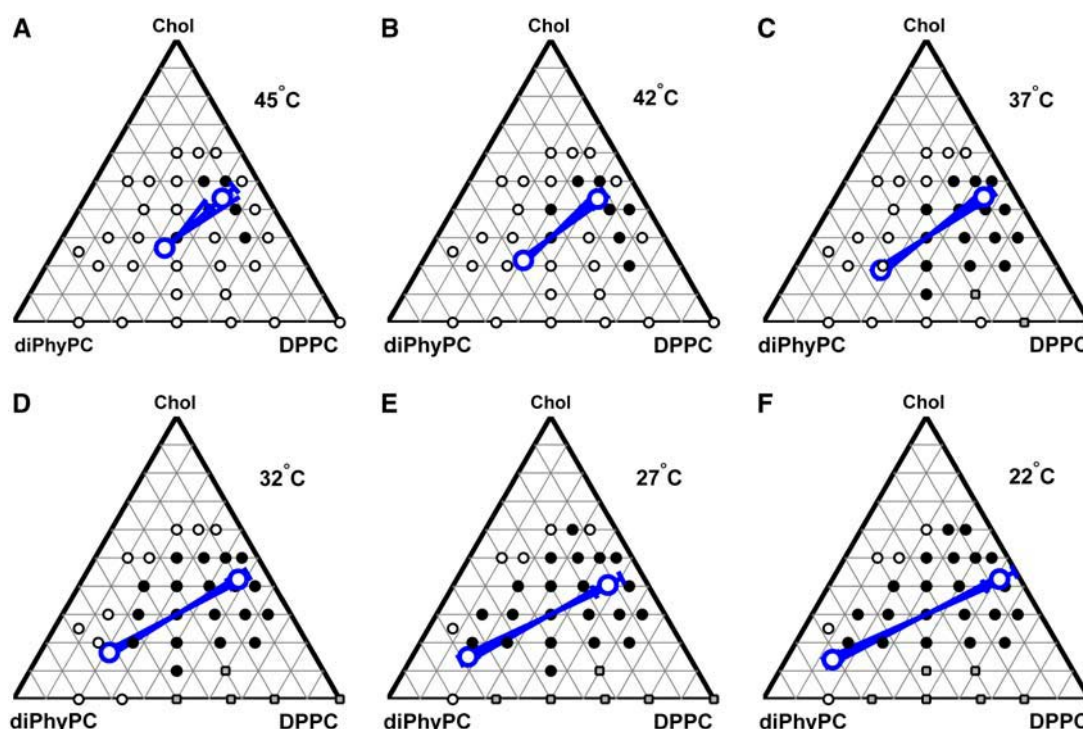 A
Chol
45°C
diPhyPC
DPPC
B
Chol
42°C
diPhyPC
DPPC
C
Chol
37°C
diPhyPC
DPPC
D
Chol
32°C
diPhyPC
DPPC
E
Chol
27°C
diPhyPC
DPPC
F
Chol
22°C
diPhyPC
DPPC